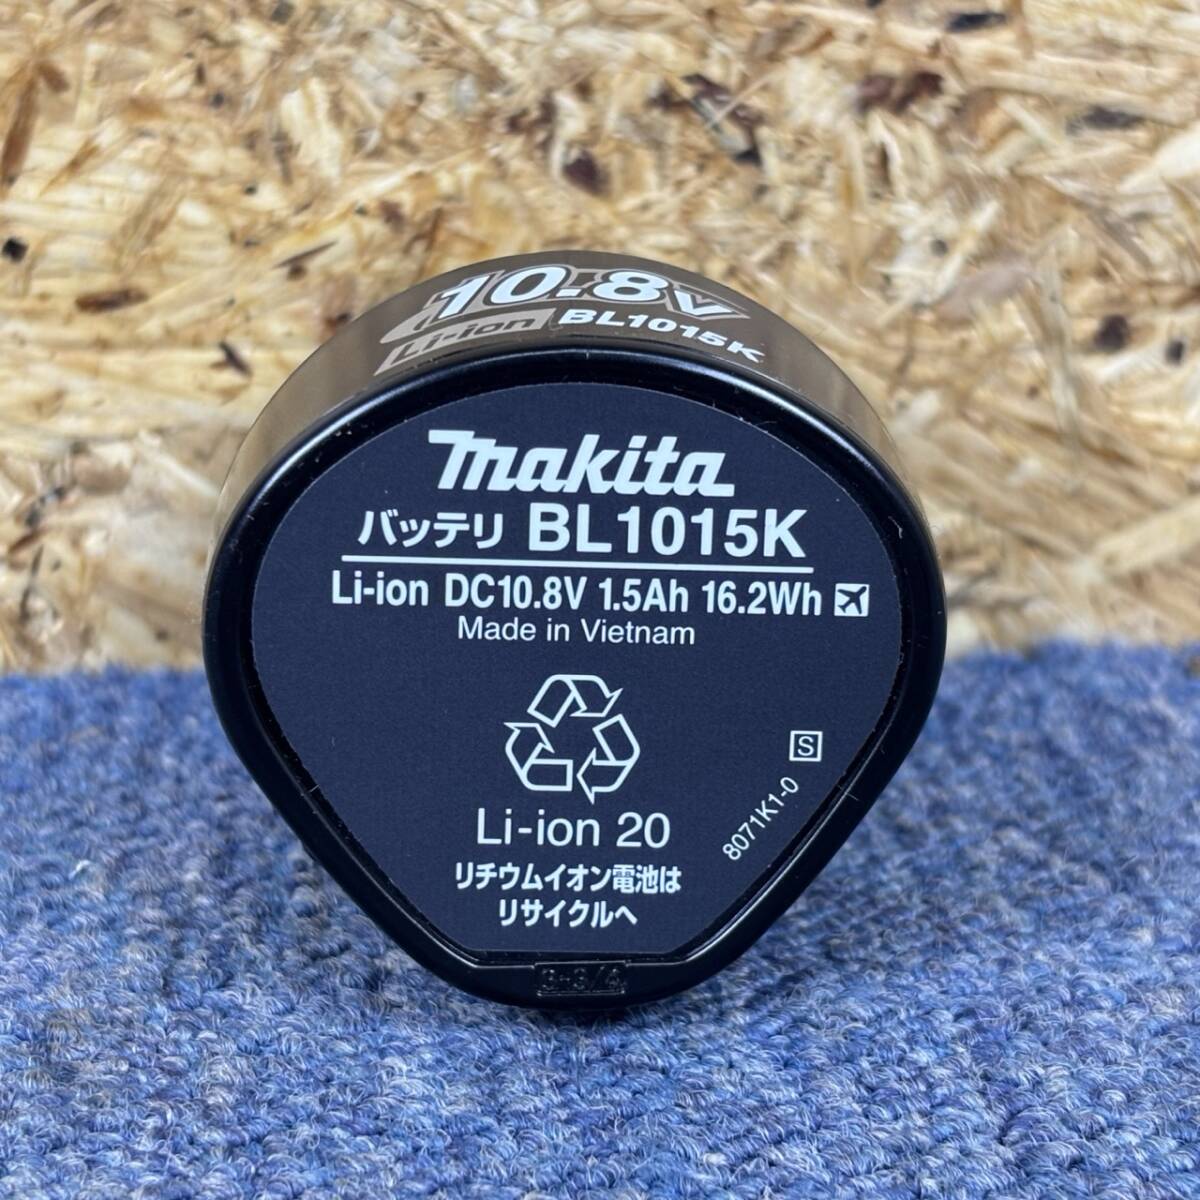 10.8V
Li-ion BL1015K
makita
バッテリ BL1015K
Li-ion DC10.8V 1.5Ah 16.2Wh
Made in Vietnam
S
8071K1-0
Li-ion 20
リチウムイオン電池は
リサイクルへ